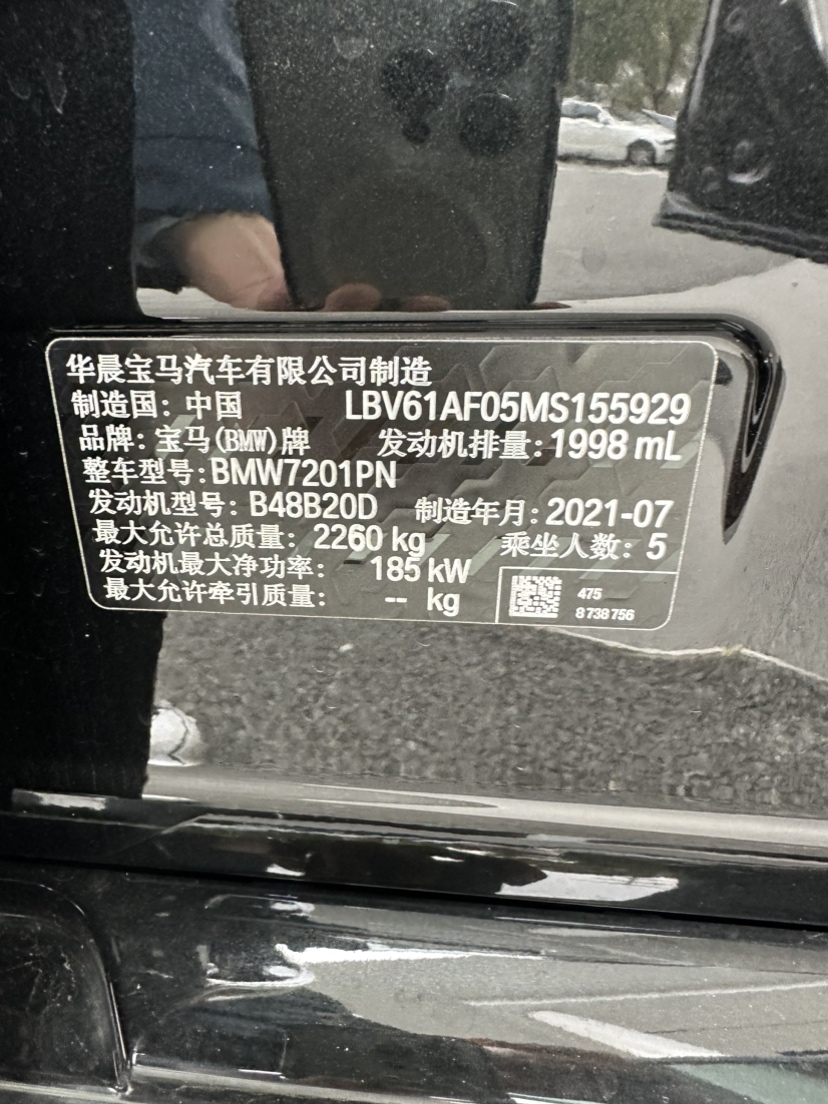 华晨宝马汽车有限公司制造
制造国: 中国 LBV61AF05MS155929
品牌: 宝马(BMW)牌 发动机排量: 1998 mL
整车型号: BMW7201PN
发动机型号: B48B20D 制造年月: 2021-07
最大允许总质量: 2260 kg 乘坐人数: 5
发动机最大净功率: 185 kW
最大允许牵引质量: -- kg
475
8 738 756